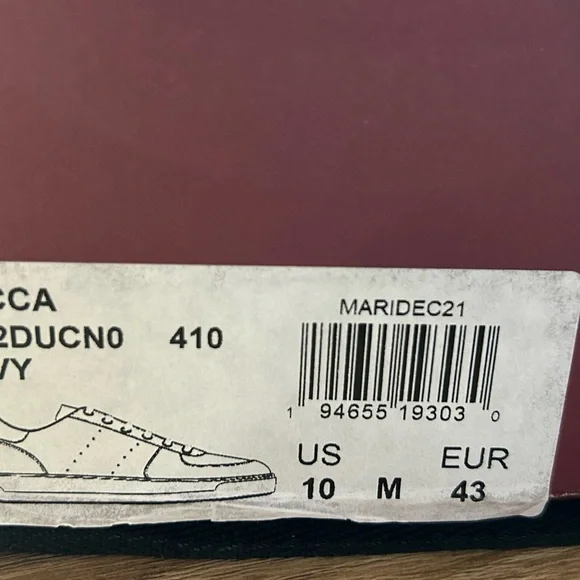 CCA
2DUCN0 410
VY
MARIDEC21
1 94655 19303 0
US EUR
10 M 43